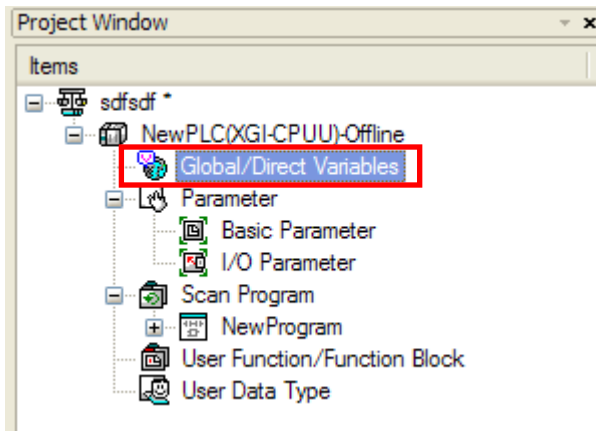 Project Window
Items
sdfsdf *
NewPLC(XGI-CPUU)-Offline
Global/Direct Variables
Parameter
Basic Parameter
I/O Parameter
Scan Program
NewProgram
User Function/Function Block
User Data Type